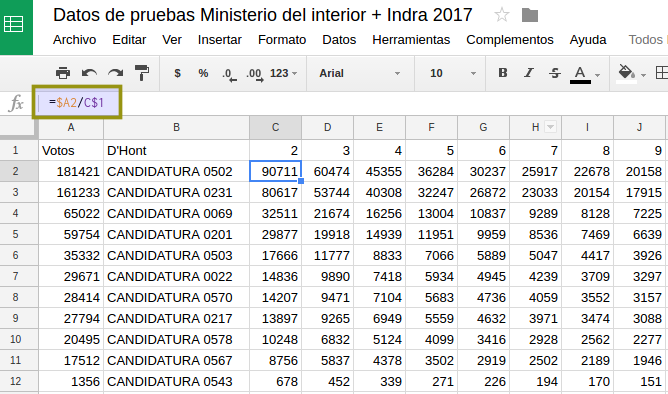 Datos de pruebas Ministerio del interior + Indra 2017
Archivo Editar Ver Insertar Formato Datos Herramientas Complementos Ayuda Todos
$ % .0 .00 123 Arial 10 B I S A
fx =$A2/C$1
A B C D E F G H I J
1 Votos D'Hont 2 3 4 5 6 7 8 9
2 181421 CANDIDATURA 0502 90711 60474 45355 36284 30237 25917 22678 20158
3 161233 CANDIDATURA 0231 80617 53744 40308 32247 26872 23033 20154 17915
4 65022 CANDIDATURA 0069 32511 21674 16256 13004 10837 9289 8128 7225
5 59754 CANDIDATURA 0201 29877 19918 14939 11951 9959 8536 7469 6639
6 35332 CANDIDATURA 0503 17666 11777 8833 7066 5889 5047 4417 3926
7 29671 CANDIDATURA 0022 14836 9890 7418 5934 4945 4239 3709 3297
8 28414 CANDIDATURA 0570 14207 9471 7104 5683 4736 4059 3552 3157
9 27794 CANDIDATURA 0217 13897 9265 6949 5559 4632 3971 3474 3088
10 20495 CANDIDATURA 0578 10248 6832 5124 4099 3416 2928 2562 2277
11 17512 CANDIDATURA 0567 8756 5837 4378 3502 2919 2502 2189 1946
12 1356 CANDIDATURA 0543 678 452 339 271 226 194 170 151